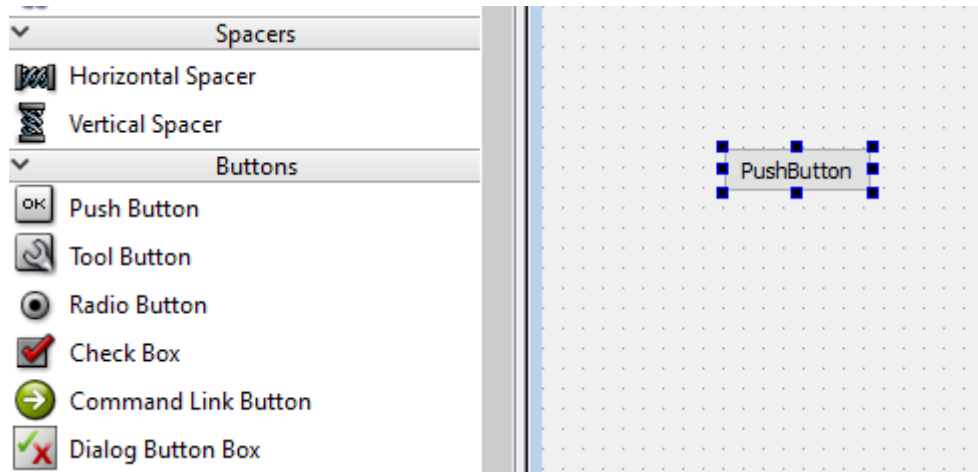 Spacers
Horizontal Spacer
Vertical Spacer
Buttons
OK
Push Button
Tool Button
Radio Button
Check Box
Command Link Button
Dialog Button Box
PushButton